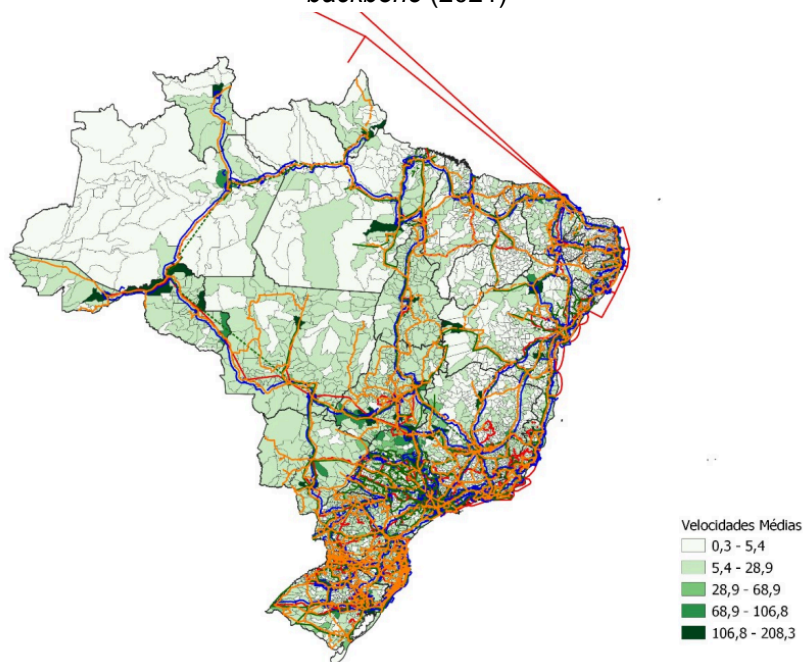 backbone (2021)
Velocidades Médias
0,3 - 5,4
5,4 - 28,9
28,9 - 68,9
68,9 - 106,8
106,8 - 208,3